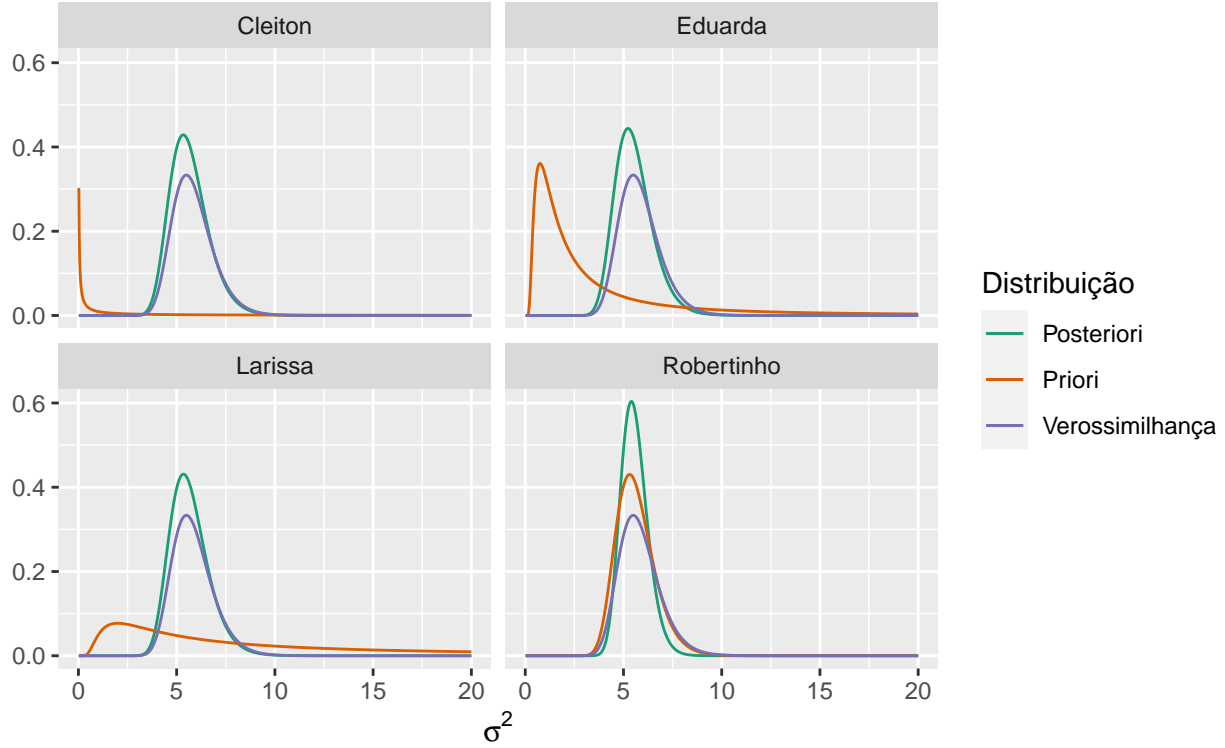 Cleiton
Eduarda
0.6
0.4
0.2
0.0
Larissa
Robertinho
0.6
0.4
0.2
0.0
0 5 10 15 20
0 5 10 15 20
σ²
Distribuição
Posteriori
Priori
Verossimilhança